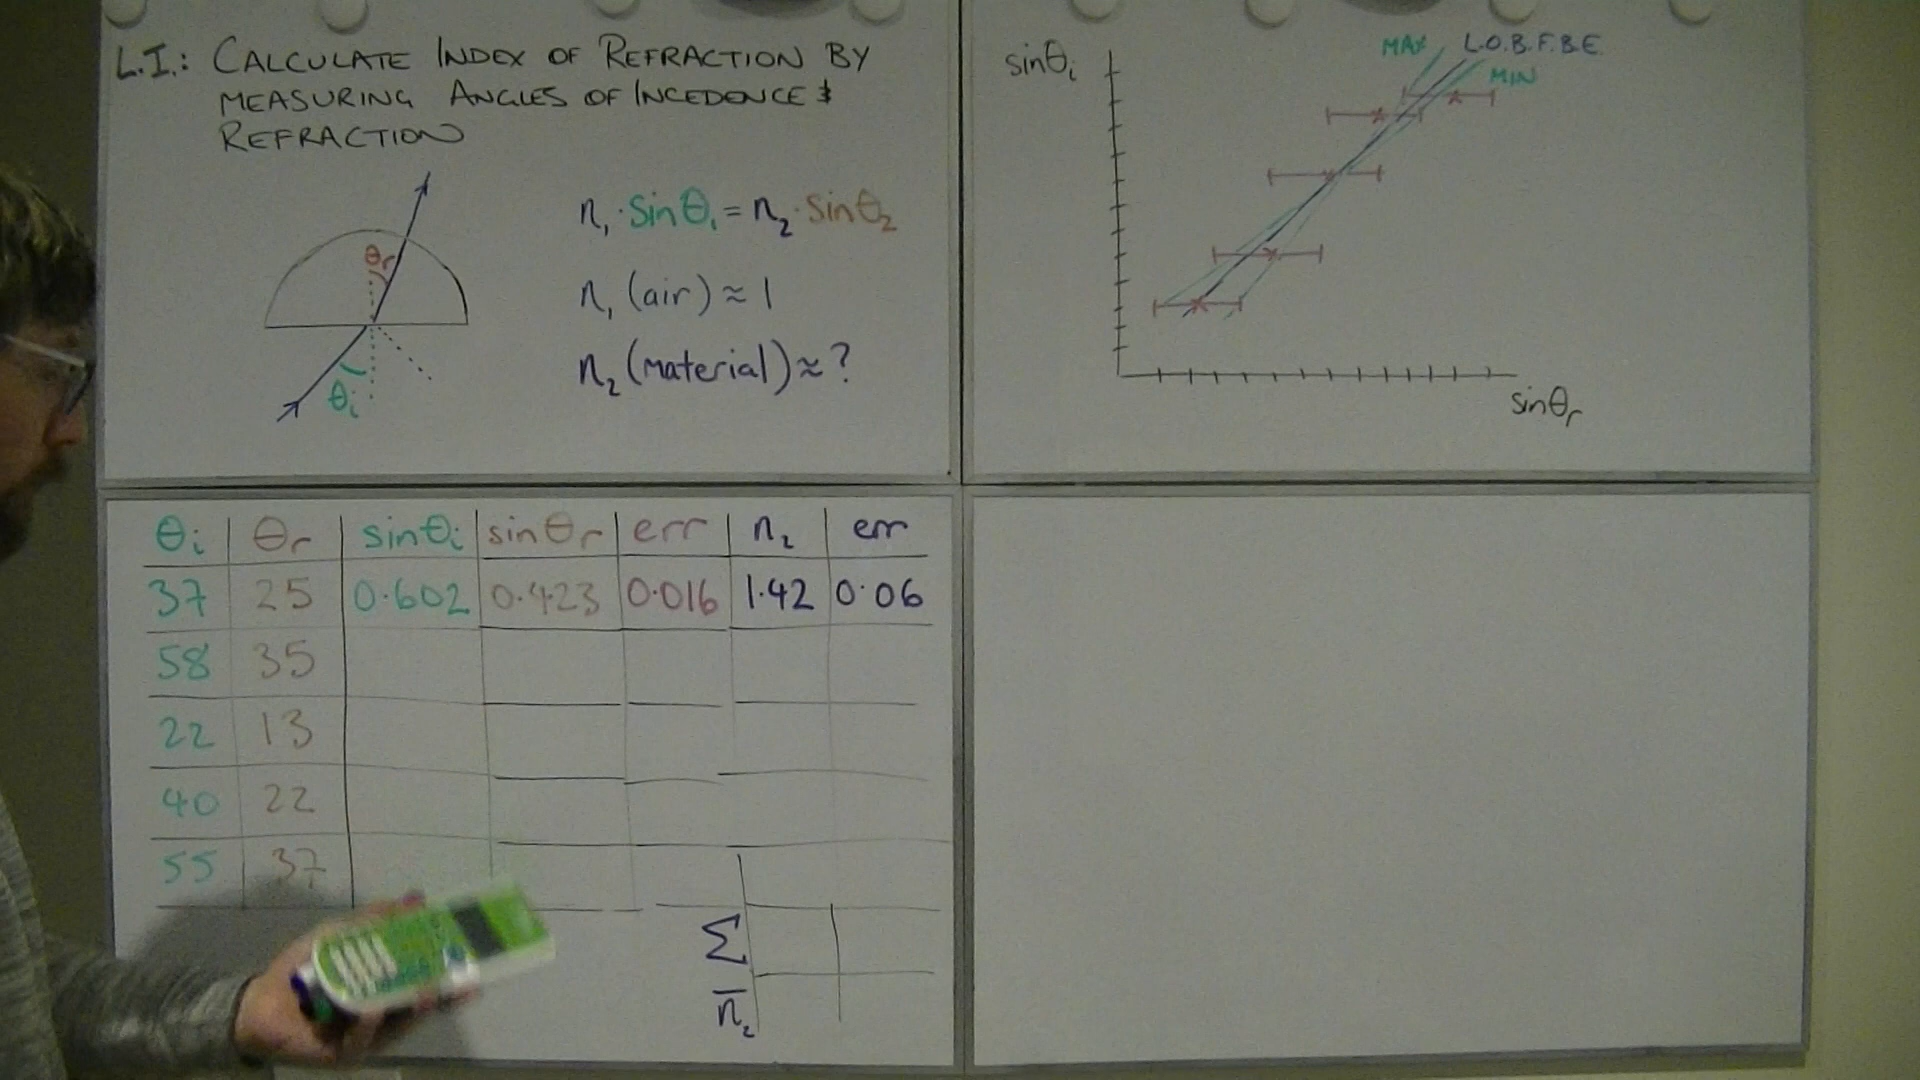 L.I.: CALCULATE INDEX OF REFRACTION BY
MEASURING ANGLES OF INCEDENCE &
REFRACTION
θr
θi
n₁·sinθ₁=n₂·sinθ₂
n₁ (air) ≈ 1
n₂ (material) ≈ ?
sinθi
MAX L.O.B.F.B.E.
MIN
sinθr
θi θr sinθi sinθr err n₂ err
37 25 0.602 0.423 0.016 1.42 0.06
58 35
22 13
40 22
55 37
Σ
n̄₂